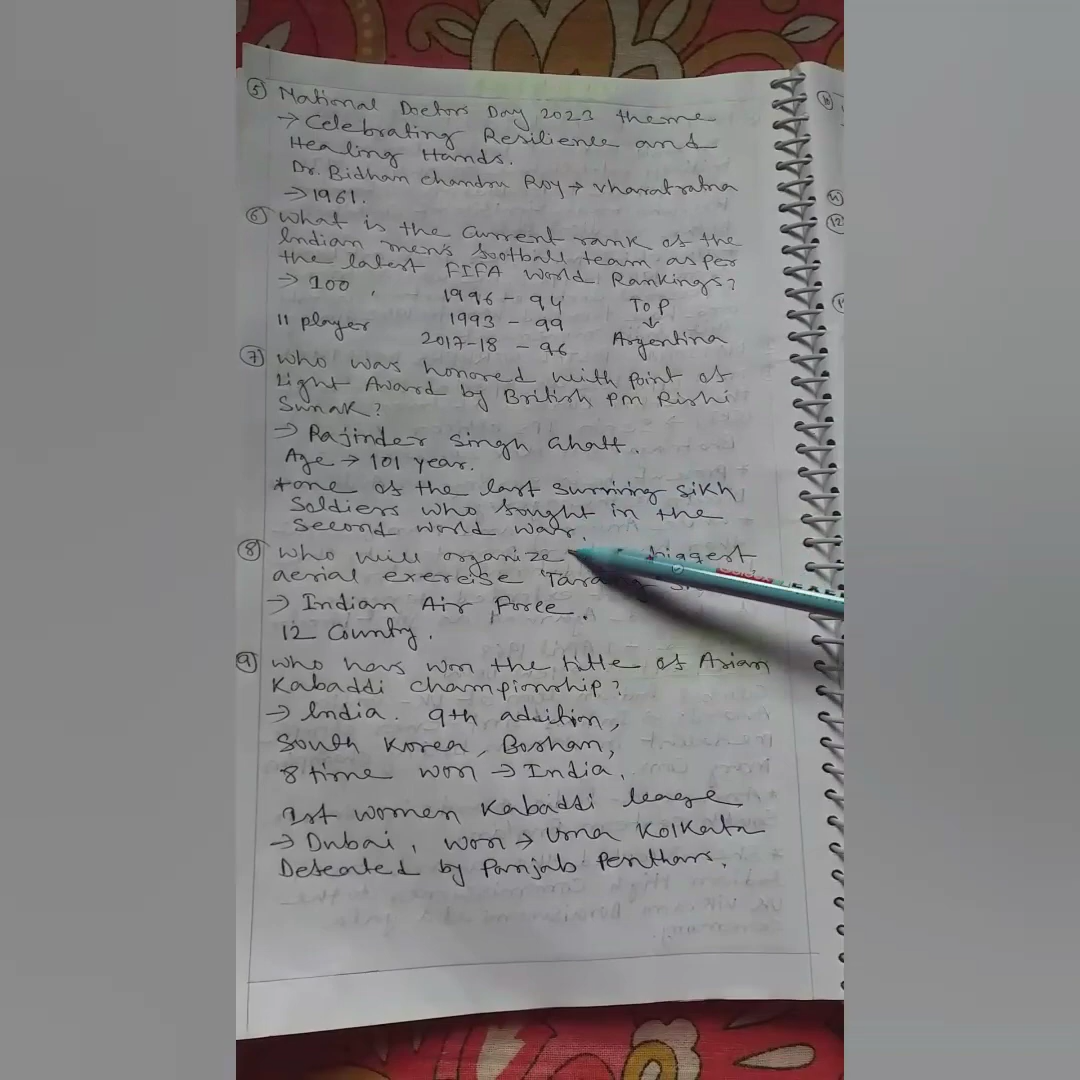 5 National Doctors Day 2023 theme
→ Celebrating Resilience and
Healing Hands.
Dr. Bidhan chandra Roy → vharatratna
→ 1961.
6 What is the current rank of the
Indian men's football team as per
the latest FIFA World Rankings?
→ 100, 1996 - 94 TOP
↓
11 player 1993 - 99
2017-18 - 96 Argentina
7 who was honored with point of
Light Award by British PM Rishi
Sunak?
→ Rajinder Singh Dhatt.
Age → 101 year.
*one of the last surviving sikh
Soldiers who fought in the
second world war.
8 who will organize biggest
aerial exercise
→ Indian Air Force.
12 County.
9 who has won the title of Asian
Kabaddi championship?
→ India. 9th addition,
South Korea, Boshan,
8 time won → India,
1st women Kabaddi league
→ Dubai, won → Uma Kolkata
Defeated by Panjab Penthars.